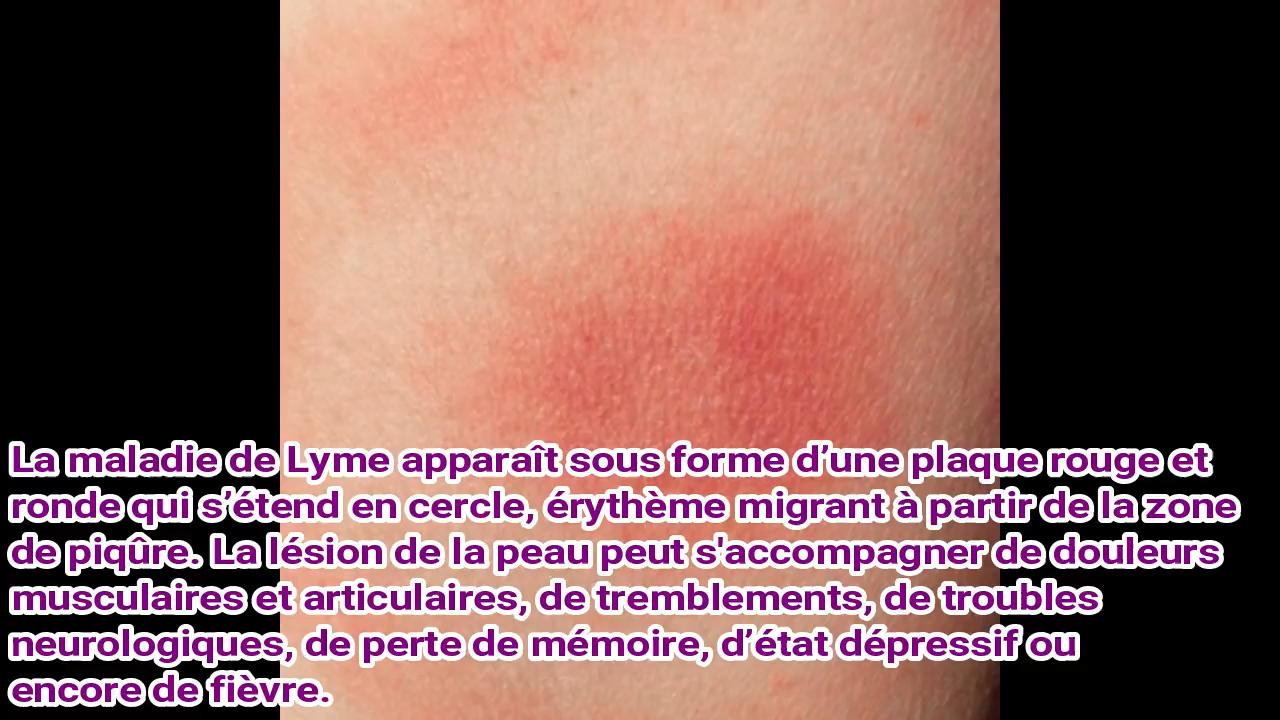 La maladie de Lyme apparaît sous forme d’une plaque rouge et
ronde qui s’étend en cercle, érythème migrant à partir de la zone
de piqûre. La lésion de la peau peut s'accompagner de douleurs
musculaires et articulaires, de tremblements, de troubles
neurologiques, de perte de mémoire, d’état dépressif ou
encore de fièvre.